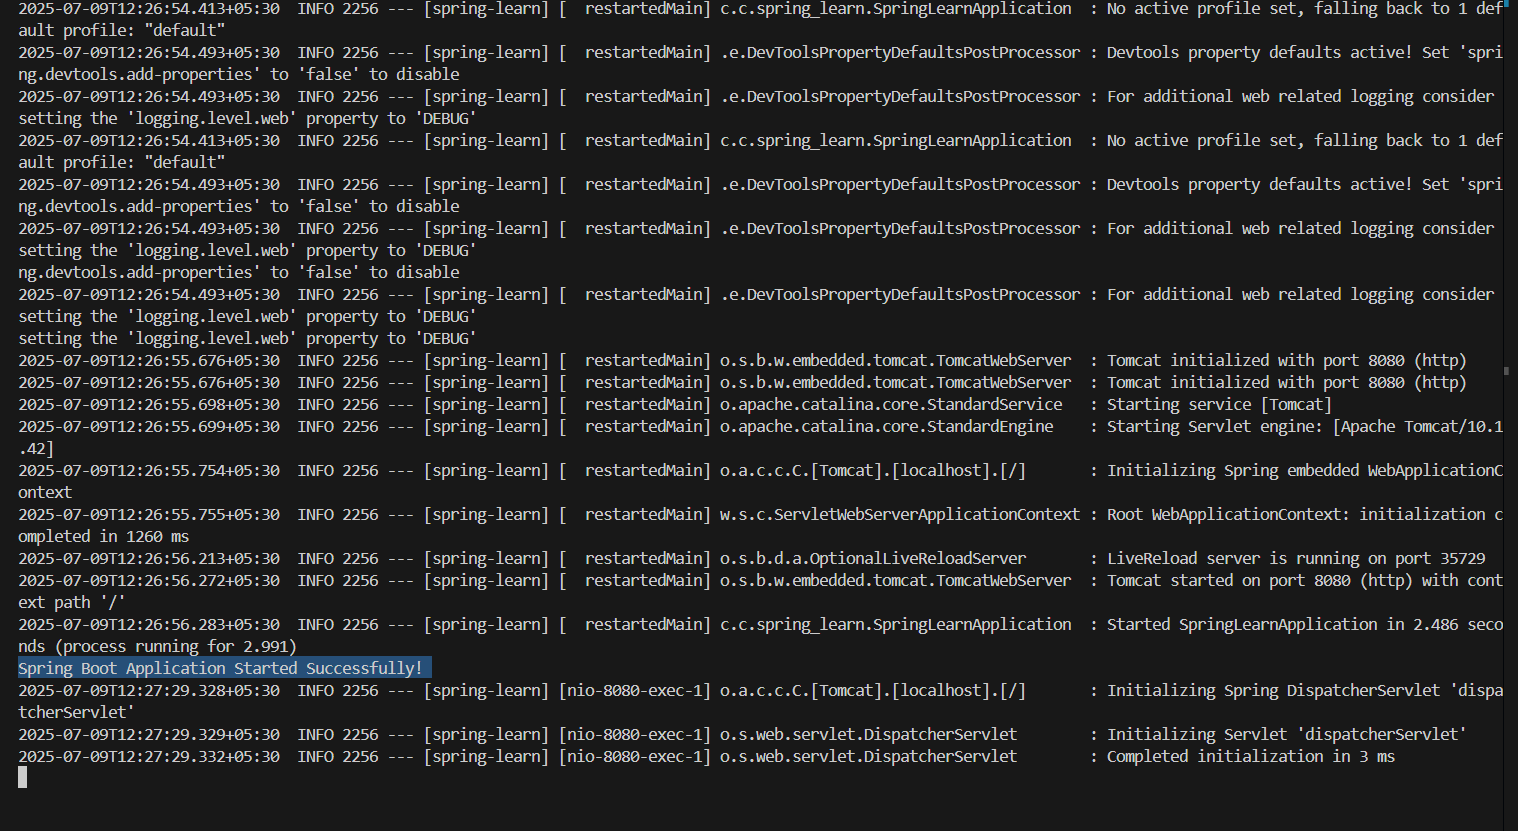 2025-07-09T12:26:54.413+05:30  INFO 2256 --- [spring-learn] [  restartedMain] c.c.spring_learn.SpringLearnApplication  : No active profile set, falling back to 1 def
ault profile: "default"
2025-07-09T12:26:54.493+05:30  INFO 2256 --- [spring-learn] [  restartedMain] .e.DevToolsPropertyDefaultsPostProcessor : Devtools property defaults active! Set 'spri
ng.devtools.add-properties' to 'false' to disable
2025-07-09T12:26:54.493+05:30  INFO 2256 --- [spring-learn] [  restartedMain] .e.DevToolsPropertyDefaultsPostProcessor : For additional web related logging consider
setting the 'logging.level.web' property to 'DEBUG'
2025-07-09T12:26:54.413+05:30  INFO 2256 --- [spring-learn] [  restartedMain] c.c.spring_learn.SpringLearnApplication  : No active profile set, falling back to 1 def
ault profile: "default"
2025-07-09T12:26:54.493+05:30  INFO 2256 --- [spring-learn] [  restartedMain] .e.DevToolsPropertyDefaultsPostProcessor : Devtools property defaults active! Set 'spri
ng.devtools.add-properties' to 'false' to disable
2025-07-09T12:26:54.493+05:30  INFO 2256 --- [spring-learn] [  restartedMain] .e.DevToolsPropertyDefaultsPostProcessor : For additional web related logging consider
setting the 'logging.level.web' property to 'DEBUG'
ng.devtools.add-properties' to 'false' to disable
2025-07-09T12:26:54.493+05:30  INFO 2256 --- [spring-learn] [  restartedMain] .e.DevToolsPropertyDefaultsPostProcessor : For additional web related logging consider
setting the 'logging.level.web' property to 'DEBUG'
setting the 'logging.level.web' property to 'DEBUG'
2025-07-09T12:26:55.676+05:30  INFO 2256 --- [spring-learn] [  restartedMain] o.s.b.w.embedded.tomcat.TomcatWebServer  : Tomcat initialized with port 8080 (http)
2025-07-09T12:26:55.676+05:30  INFO 2256 --- [spring-learn] [  restartedMain] o.s.b.w.embedded.tomcat.TomcatWebServer  : Tomcat initialized with port 8080 (http)
2025-07-09T12:26:55.698+05:30  INFO 2256 --- [spring-learn] [  restartedMain] o.apache.catalina.core.StandardService   : Starting service [Tomcat]
2025-07-09T12:26:55.699+05:30  INFO 2256 --- [spring-learn] [  restartedMain] o.apache.catalina.core.StandardEngine    : Starting Servlet engine: [Apache Tomcat/10.1
.42]
2025-07-09T12:26:55.754+05:30  INFO 2256 --- [spring-learn] [  restartedMain] o.a.c.c.C.[Tomcat].[localhost].[/]       : Initializing Spring embedded WebApplicationC
ontext
2025-07-09T12:26:55.755+05:30  INFO 2256 --- [spring-learn] [  restartedMain] w.s.c.ServletWebServerApplicationContext : Root WebApplicationContext: initialization c
ompleted in 1260 ms
2025-07-09T12:26:56.213+05:30  INFO 2256 --- [spring-learn] [  restartedMain] o.s.b.d.a.OptionalLiveReloadServer       : LiveReload server is running on port 35729
2025-07-09T12:26:56.272+05:30  INFO 2256 --- [spring-learn] [  restartedMain] o.s.b.w.embedded.tomcat.TomcatWebServer  : Tomcat started on port 8080 (http) with cont
ext path '/'
2025-07-09T12:26:56.283+05:30  INFO 2256 --- [spring-learn] [  restartedMain] c.c.spring_learn.SpringLearnApplication  : Started SpringLearnApplication in 2.486 seco
nds (process running for 2.991)
Spring Boot Application Started Successfully!
2025-07-09T12:27:29.328+05:30  INFO 2256 --- [spring-learn] [nio-8080-exec-1] o.a.c.c.C.[Tomcat].[localhost].[/]       : Initializing Spring DispatcherServlet 'dispa
tcherServlet'
2025-07-09T12:27:29.329+05:30  INFO 2256 --- [spring-learn] [nio-8080-exec-1] o.s.web.servlet.DispatcherServlet        : Initializing Servlet 'dispatcherServlet'
2025-07-09T12:27:29.332+05:30  INFO 2256 --- [spring-learn] [nio-8080-exec-1] o.s.web.servlet.DispatcherServlet        : Completed initialization in 3 ms